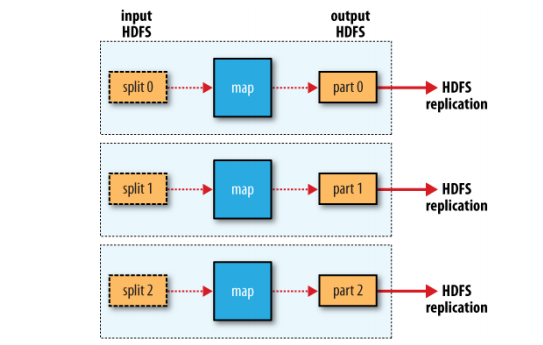 input
HDFS
output
HDFS
split 0
map
part 0
HDFS
replication
split 1
map
part 1
HDFS
replication
split 2
map
part 2
HDFS
replication